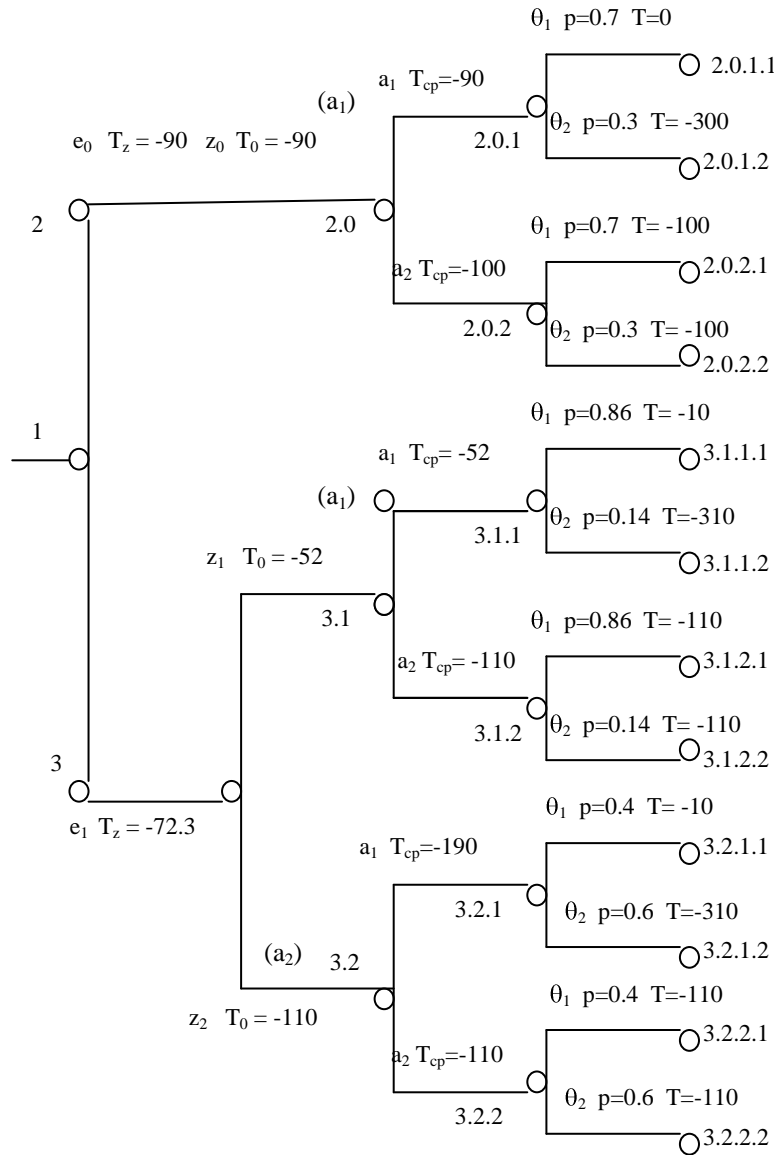 θ₁ p=0.7 T=0
2.0.1.1
a₁ T_cp=-90
(a₁)
θ₂ p=0.3 T= -300
e₀ T_z = -90 z₀ T₀ = -90
2.0.1
2.0.1.2
2
2.0
θ₁ p=0.7 T= -100
a₂ T_cp=-100
2.0.2.1
2.0.2
θ₂ p=0.3 T= -100
2.0.2.2
θ₁ p=0.86 T= -10
1
a₁ T_cp= -52
3.1.1.1
(a₁)
θ₂ p=0.14 T=-310
3.1.1
z₁ T₀ = -52
3.1.1.2
3.1
θ₁ p=0.86 T= -110
a₂ T_cp= -110
3.1.2.1
3.1.2
θ₂ p=0.14 T= -110
3.1.2.2
3
θ₁ p=0.4 T= -10
e₁ T_z = -72.3
a₁ T_cp=-190
3.2.1.1
3.2.1
θ₂ p=0.6 T=-310
(a₂)
3.2
3.2.1.2
θ₁ p=0.4 T=-110
z₂ T₀ = -110
3.2.2.1
a₂ T_cp=-110
θ₂ p=0.6 T=-110
3.2.2
3.2.2.2